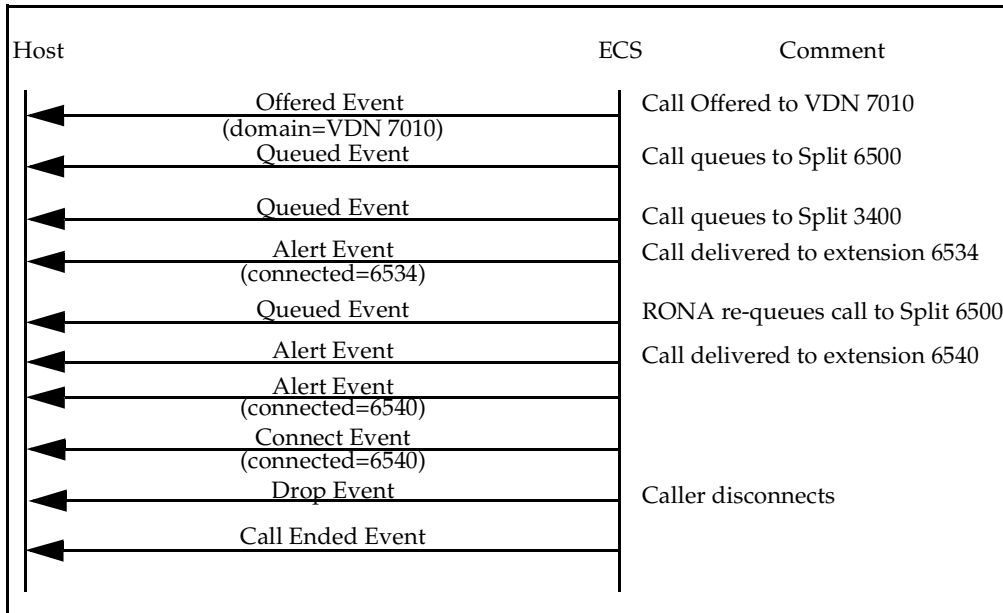 Host ECS Comment
Offered Event Call Offered to VDN 7010
(domain=VDN 7010)
Queued Event Call queues to Split 6500
Queued Event Call queues to Split 3400
Alert Event Call delivered to extension 6534
(connected=6534)
Queued Event RONA re-queues call to Split 6500
Alert Event Call delivered to extension 6540
Alert Event
(connected=6540)
Connect Event
(connected=6540)
Drop Event Caller disconnects
Call Ended Event